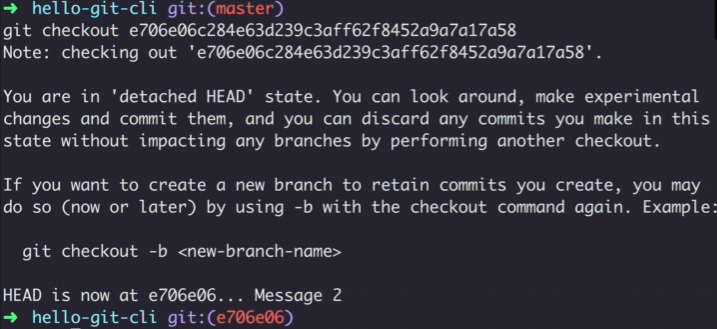 ➜ hello-git-cli git:(master)
git checkout e706e06c284e63d239c3aff62f8452a9a7a17a58
Note: checking out 'e706e06c284e63d239c3aff62f8452a9a7a17a58'.
You are in 'detached HEAD' state. You can look around, make experimental
changes and commit them, and you can discard any commits you make in this
state without impacting any branches by performing another checkout.
If you want to create a new branch to retain commits you create, you may
do so (now or later) by using -b with the checkout command again. Example:
git checkout -b <new-branch-name>
HEAD is now at e706e06... Message 2
➜ hello-git-cli git:(e706e06)